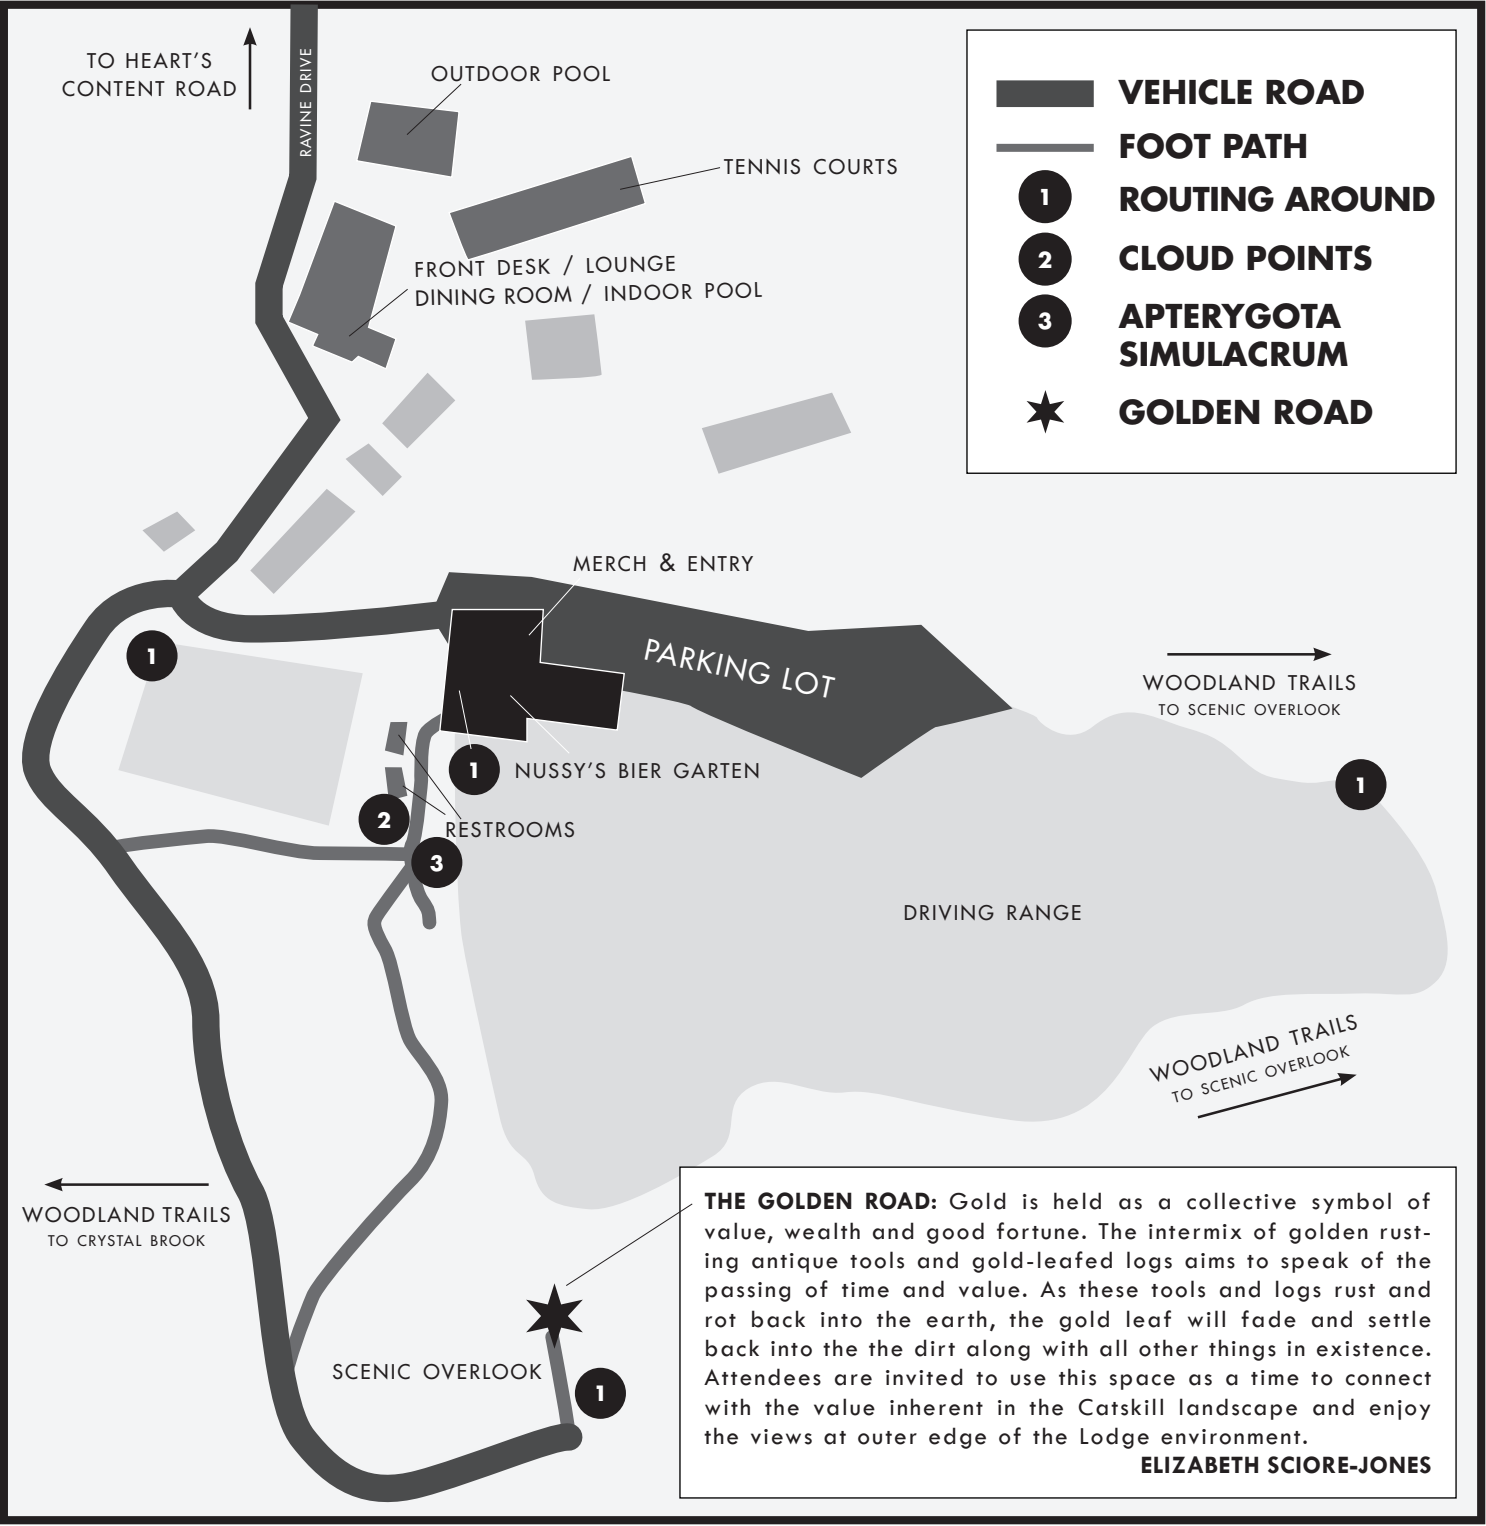 TO HEART'S
CONTENT ROAD
RAVINE DRIVE
OUTDOOR POOL
TENNIS COURTS
FRONT DESK / LOUNGE
DINING ROOM / INDOOR POOL
VEHICLE ROAD
FOOT PATH
1 ROUTING AROUND
2 CLOUD POINTS
3 APTERYGOTA
SIMULACRUM
GOLDEN ROAD
MERCH & ENTRY
PARKING LOT
1
WOODLAND TRAILS
TO SCENIC OVERLOOK
1
NUSSY'S BIER GARTEN
1
2
RESTROOMS
3
DRIVING RANGE
WOODLAND TRAILS
TO SCENIC OVERLOOK
WOODLAND TRAILS
TO CRYSTAL BROOK
SCENIC OVERLOOK
1
THE GOLDEN ROAD: Gold is held as a collective symbol of
value, wealth and good fortune. The intermix of golden rust-
ing antique tools and gold-leafed logs aims to speak of the
passing of time and value. As these tools and logs rust and
rot back into the earth, the gold leaf will fade and settle
back into the the dirt along with all other things in existence.
Attendees are invited to use this space as a time to connect
with the value inherent in the Catskill landscape and enjoy
the views at outer edge of the Lodge environment.
ELIZABETH SCIORE-JONES